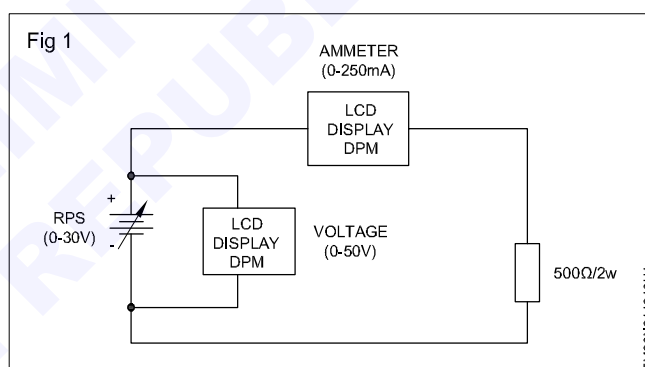 Fig 1
AMMETER
(0-250mA)
LCD
DISPLAY
DPM
+
-
RPS
(0-30V)
LCD
DISPLAY
DPM
VOLTAGE
(0-50V)
500Ω/2w